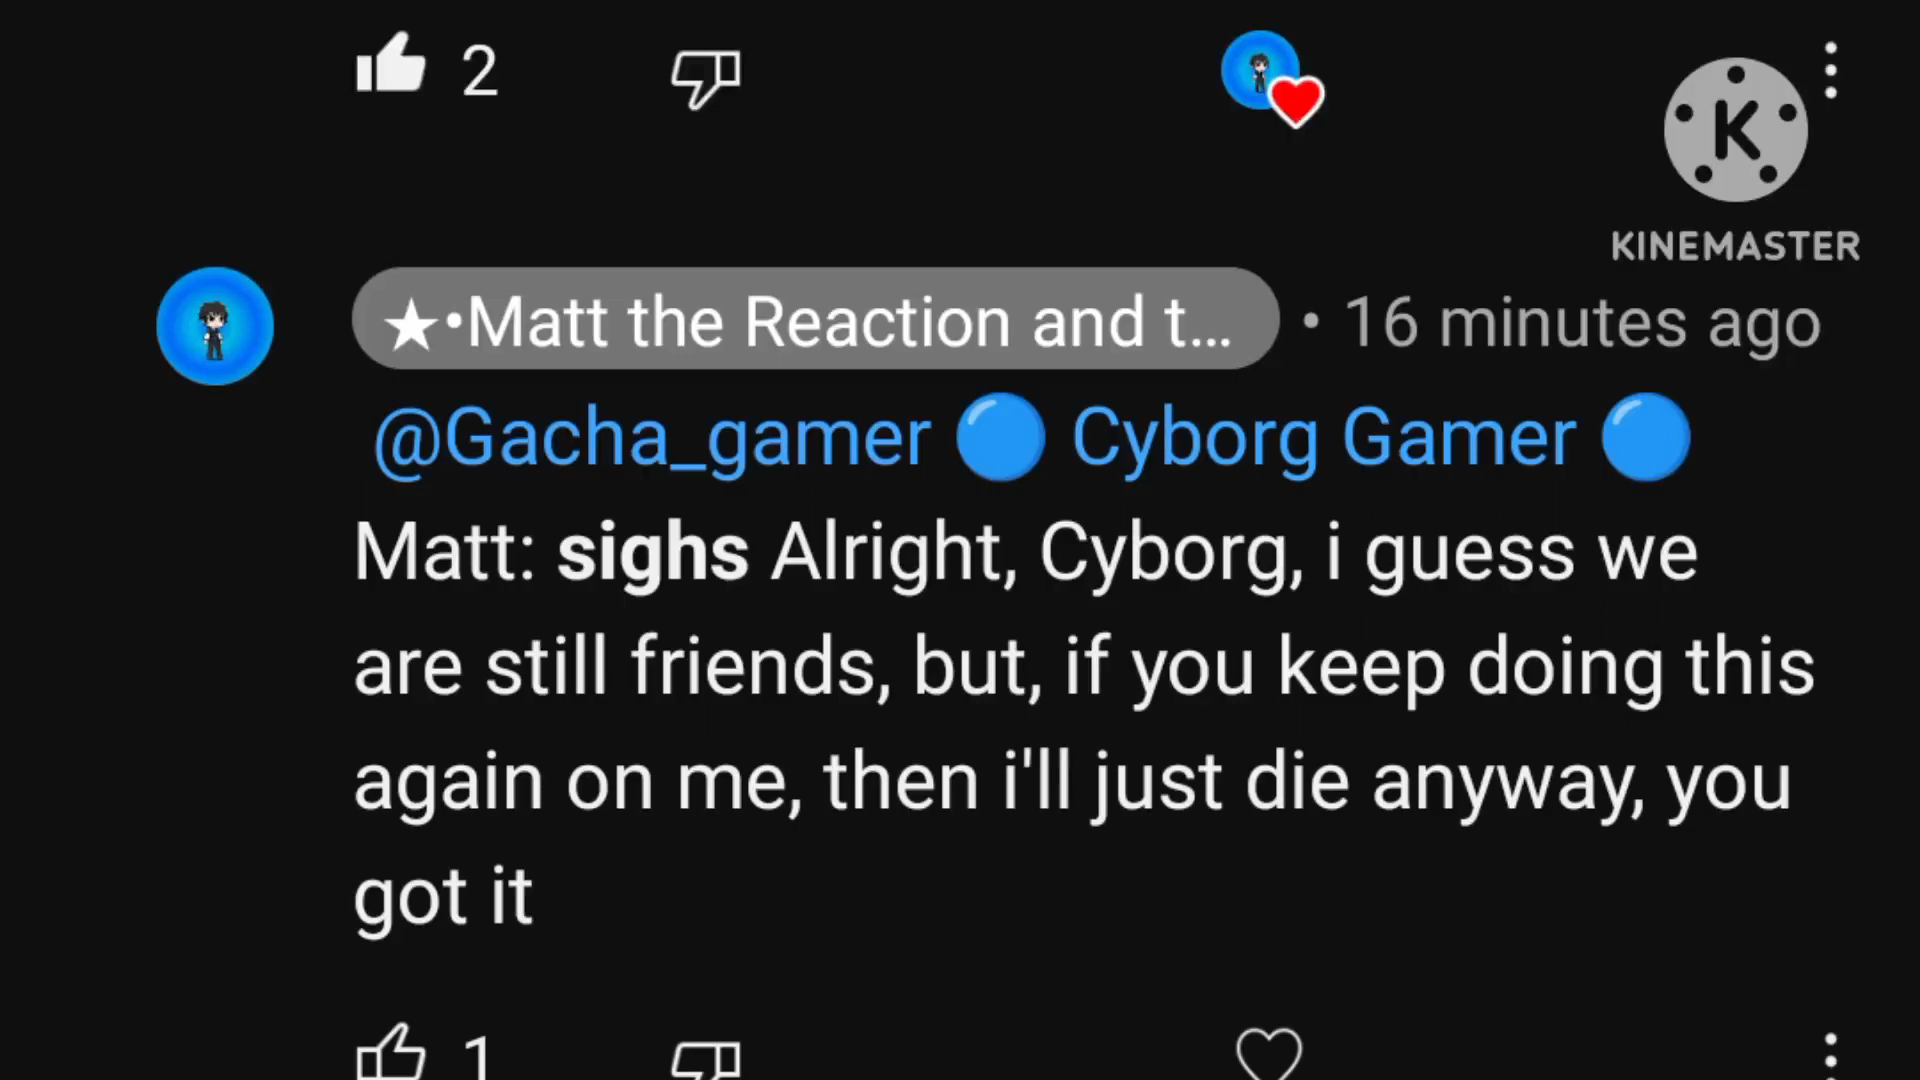 2
K
KINEMASTER
★•Matt the Reaction and t... • 16 minutes ago
@Gacha_gamer 🔵 Cyborg Gamer 🔵
Matt: sighs Alright, Cyborg, i guess we
are still friends, but, if you keep doing this
again on me, then i'll just die anyway, you
got it
1